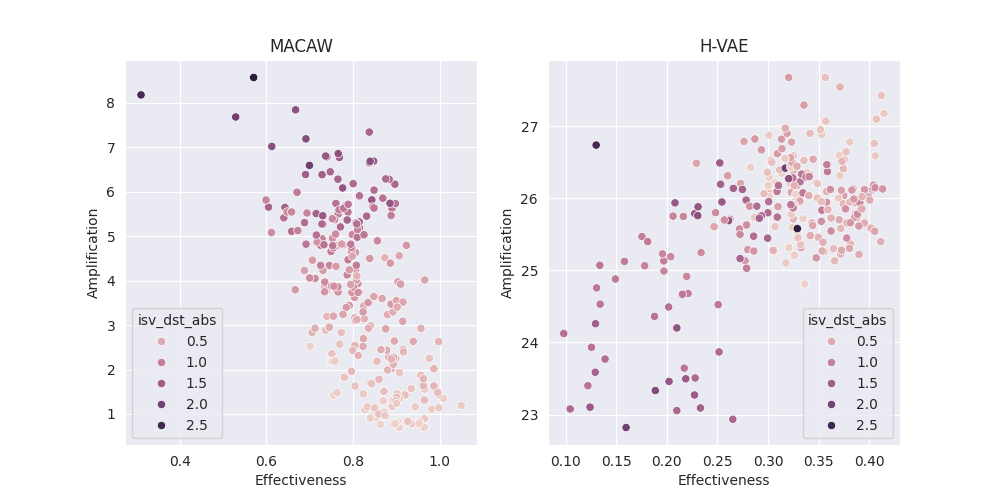 MACAW
8
7
6
5
4
3
2
1
Amplification
isv_dst_abs
0.5
1.0
1.5
2.0
2.5
0.4 0.6 0.8 1.0
Effectiveness
H-VAE
27
26
25
24
23
Amplification
isv_dst_abs
0.5
1.0
1.5
2.0
2.5
0.10 0.15 0.20 0.25 0.30 0.35 0.40
Effectiveness